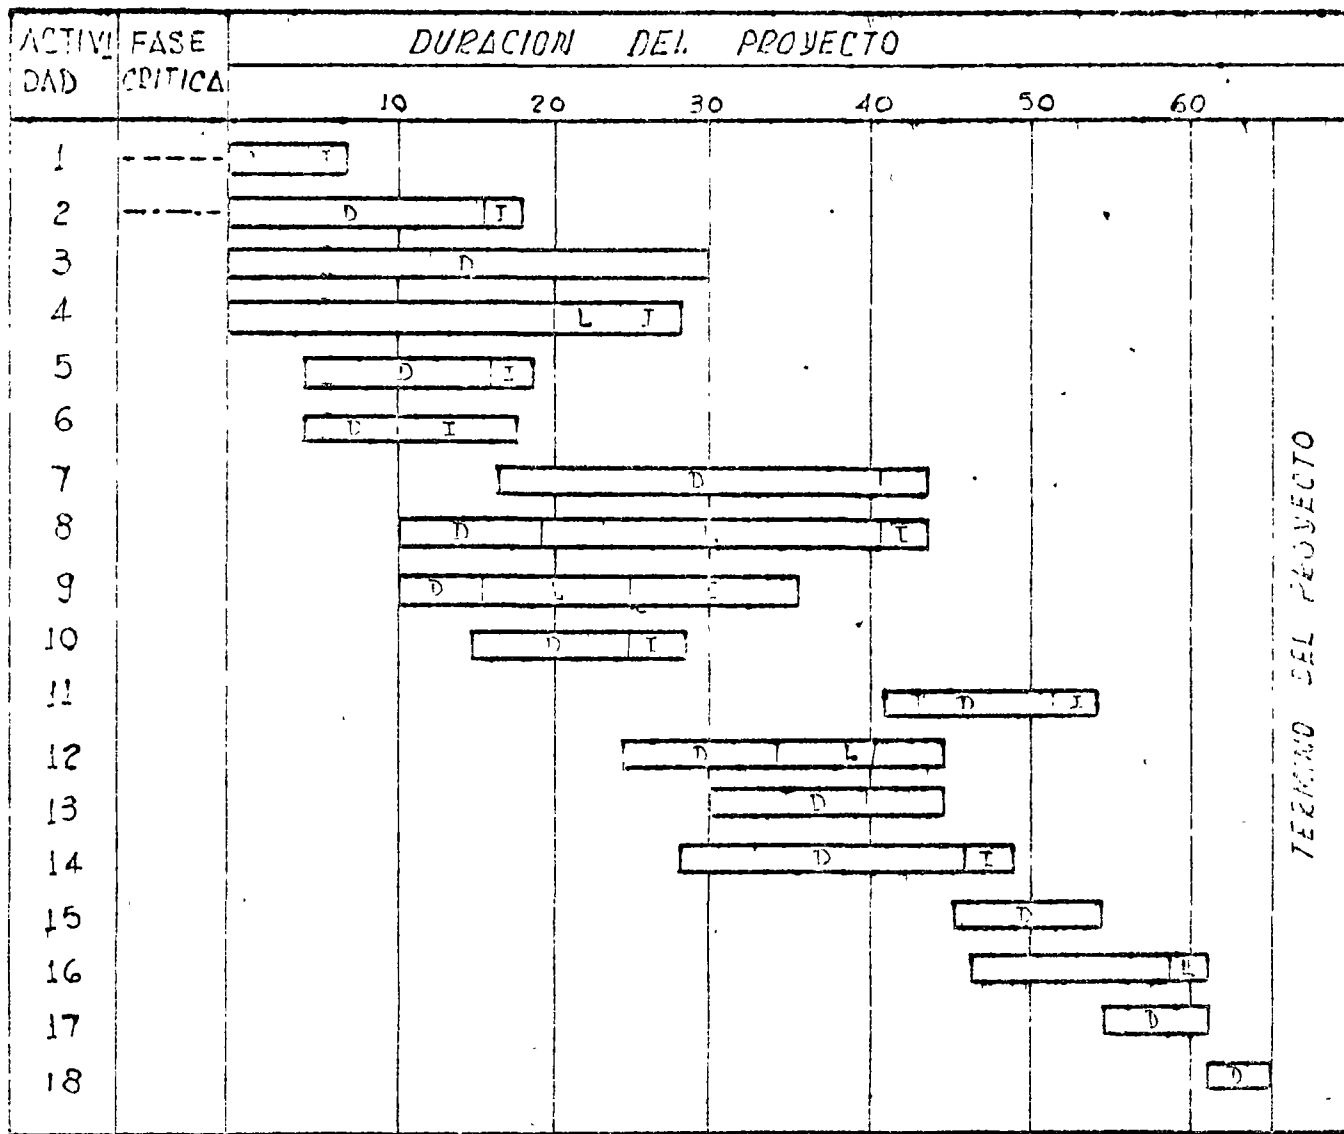 ACTIVI FASE DURACION DEL PROYECTO
DAD CRITICA
10 20 30 40 50 60
1 I
2 D I
3 D
4 L I
5 D I
6 D I
7 D
8 D I
9 D L I
10 D I
11 D I
12 D L
13 D
14 D I
15 D
16
17 D
18 D
TERMINO DEL PROYECTO